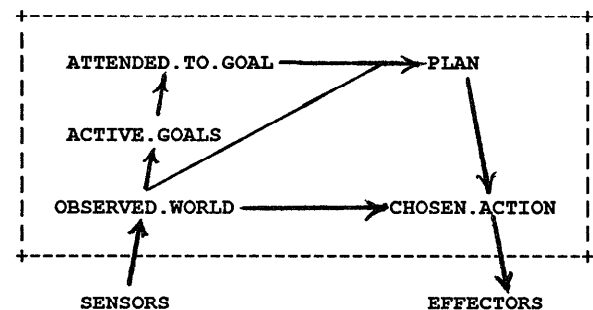 ATTENDED.TO.GOAL PLAN
ACTIVE.GOALS
OBSERVED.WORLD CHOSEN.ACTION
SENSORS EFFECTORS